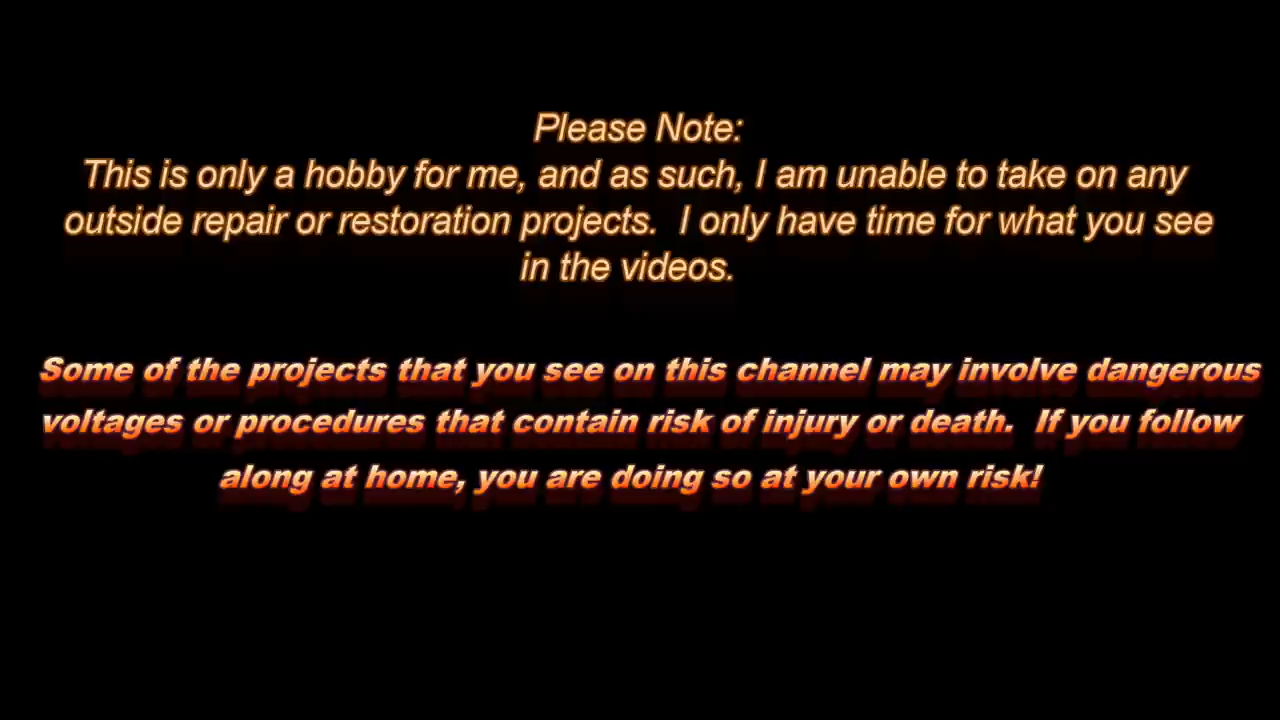 Please Note:
This is only a hobby for me, and as such, I am unable to take on any
outside repair or restoration projects.  I only have time for what you see
in the videos.
Some of the projects that you see on this channel may involve dangerous
voltages or procedures that contain risk of injury or death.  If you follow
along at home, you are doing so at your own risk!